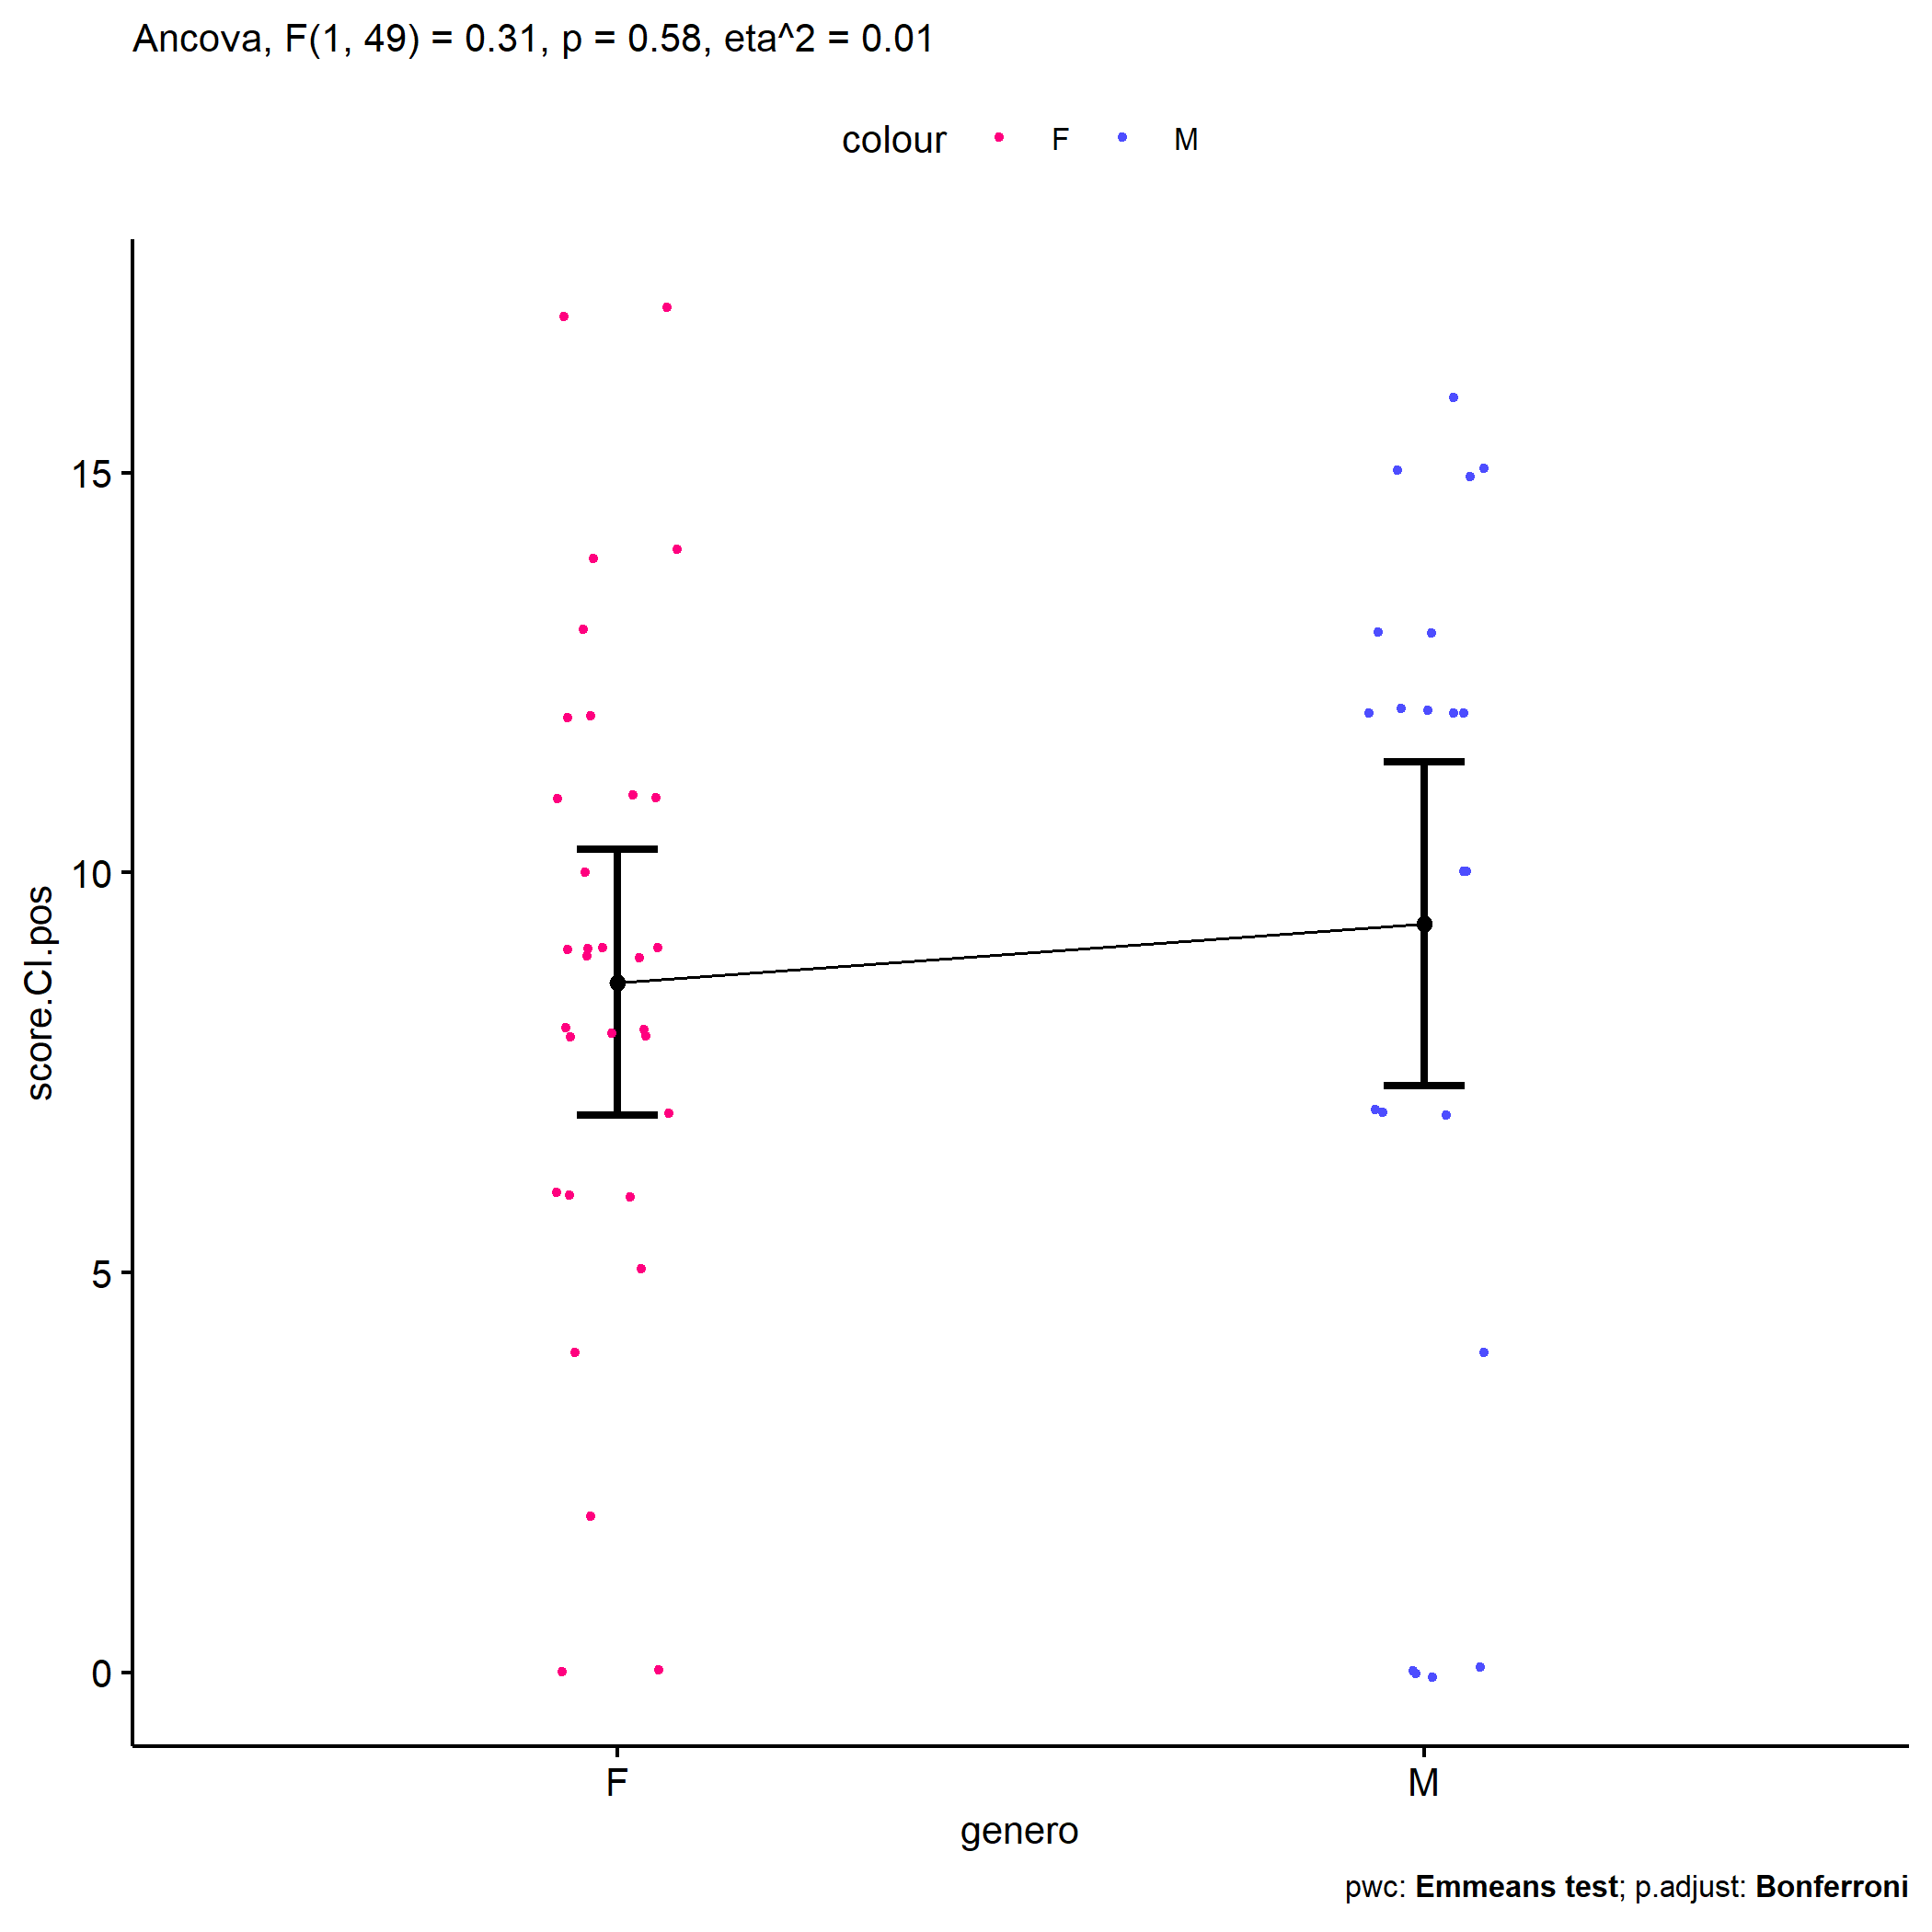 Ancova, F(1, 49) = 0.31, p = 0.58, eta^2 = 0.01
colour F M
15
10
5
0
score.CI.pos
F M
genero
pwc: Emmeans test; p.adjust: Bonferroni